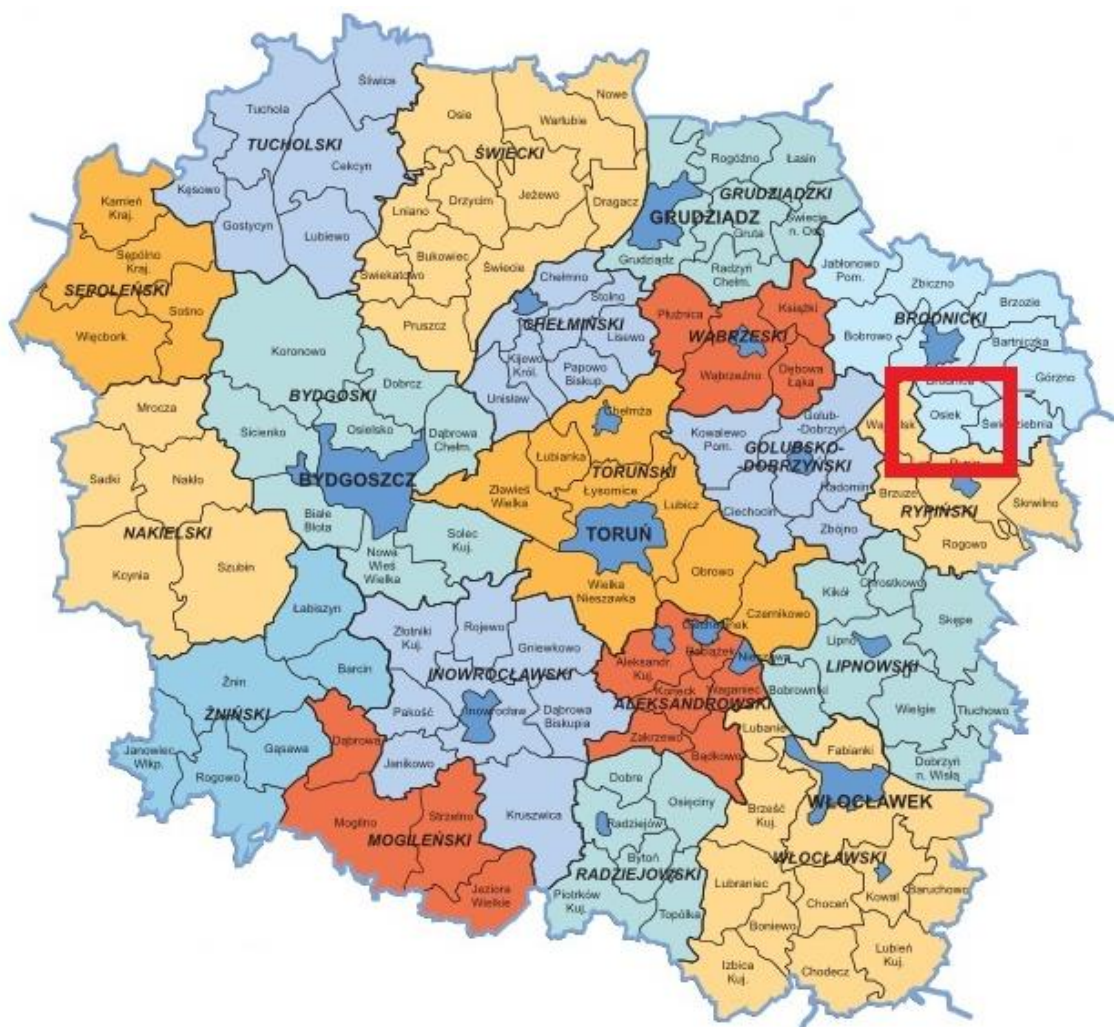 Śliwice
Tuchola
TUCHOLSKI
Cekcyn
Kęsowo
Gostycyn
Lubiewo
Nowe
Osie
Warlubie
ŚWIECKI
Drzycim
Jeżewo
Dragacz
Lniano
Bukowiec
Świekatowo
Świecie
Pruszcz
Rogóźno
Łasin
GRUDZIĄDZKI
GRUDZIADZ
Gruta
Świecie
n. Osą
Grudziądz
Radzyń
Chełm.
Kamień
Kraj.
Sępólno
Kraj.
SEPOLEŃSKI
Sośno
Więcbork
Jabłonowo
Pom.
Zbiczno
Brzozie
BRODNICKI
Bobrowo
Bartniczka
Górzno
Osiek
Chełmno
Stolno
CHEŁMIŃSKI
Lisewo
Kijewo
Król.
Papowo
Biskup.
Unisław
Płużnica
Książki
WĄBRZESKI
Wąbrzeźno
Dębowa
Łąka
Koronowo
Dobrcz
BYDGOSKI
Osielsko
Sicienko
Dąbrowa
Chełm.
BYDGOSZCZ
Białe
Błota
Nowa
Wieś
Wielka
Solec
Kuj.
Mrocza
Sadki
Nakło
NAKIELSKI
Kcynia
Szubin
Chełmża
Łubianka
TORUŃSKI
Łysomice
Zławieś
Wielka
Lubicz
TORUŃ
Wielka
Nieszawka
Obrowo
Czernikowo
Golub-
Dobrzyń
Kowalewo
Pom.
GOLUBSKO-
DOBRZYŃSKI
Radomin
Ciechocin
Zbójno
Brzuze
RYPIŃSKI
Skrwilno
Rogowo
Łabiszyn
Barcin
Żnin
ŻNIŃSKI
Gąsawa
Janowiec
Wlkp.
Rogowo
Złotniki
Kuj.
Rojewo
Gniewkowo
INOWROCŁAWSKI
Pakość
Inowrocław
Dąbrowa
Biskupia
Janikowo
Kruszwica
Aleksandr.
Kuj.
Koneck
Waganiec
Nieszawa
ALEKSANDROWSKI
Zakrzewo
Bądkowo
Kikół
Chrostkowo
Skępe
Lipno
LIPNOWSKI
Bobrowniki
Wielgie
Tłuchowo
Dobrzyń
n. Wisłą
Dąbrowa
Mogilno
Strzelno
MOGILEŃSKI
Jeziora
Wielkie
Dobre
Osięciny
Radziejów
Bytoń
RADZIEJOWSKI
Piotrków
Kuj.
Topólka
Lubanie
Fabianki
WŁOCŁAWEK
Brześć
Kuj.
WŁOCŁAWSKI
Lubraniec
Choceń
Kowal
Baruchowo
Boniewo
Izbica
Kuj.
Chodecz
Lubień
Kuj.